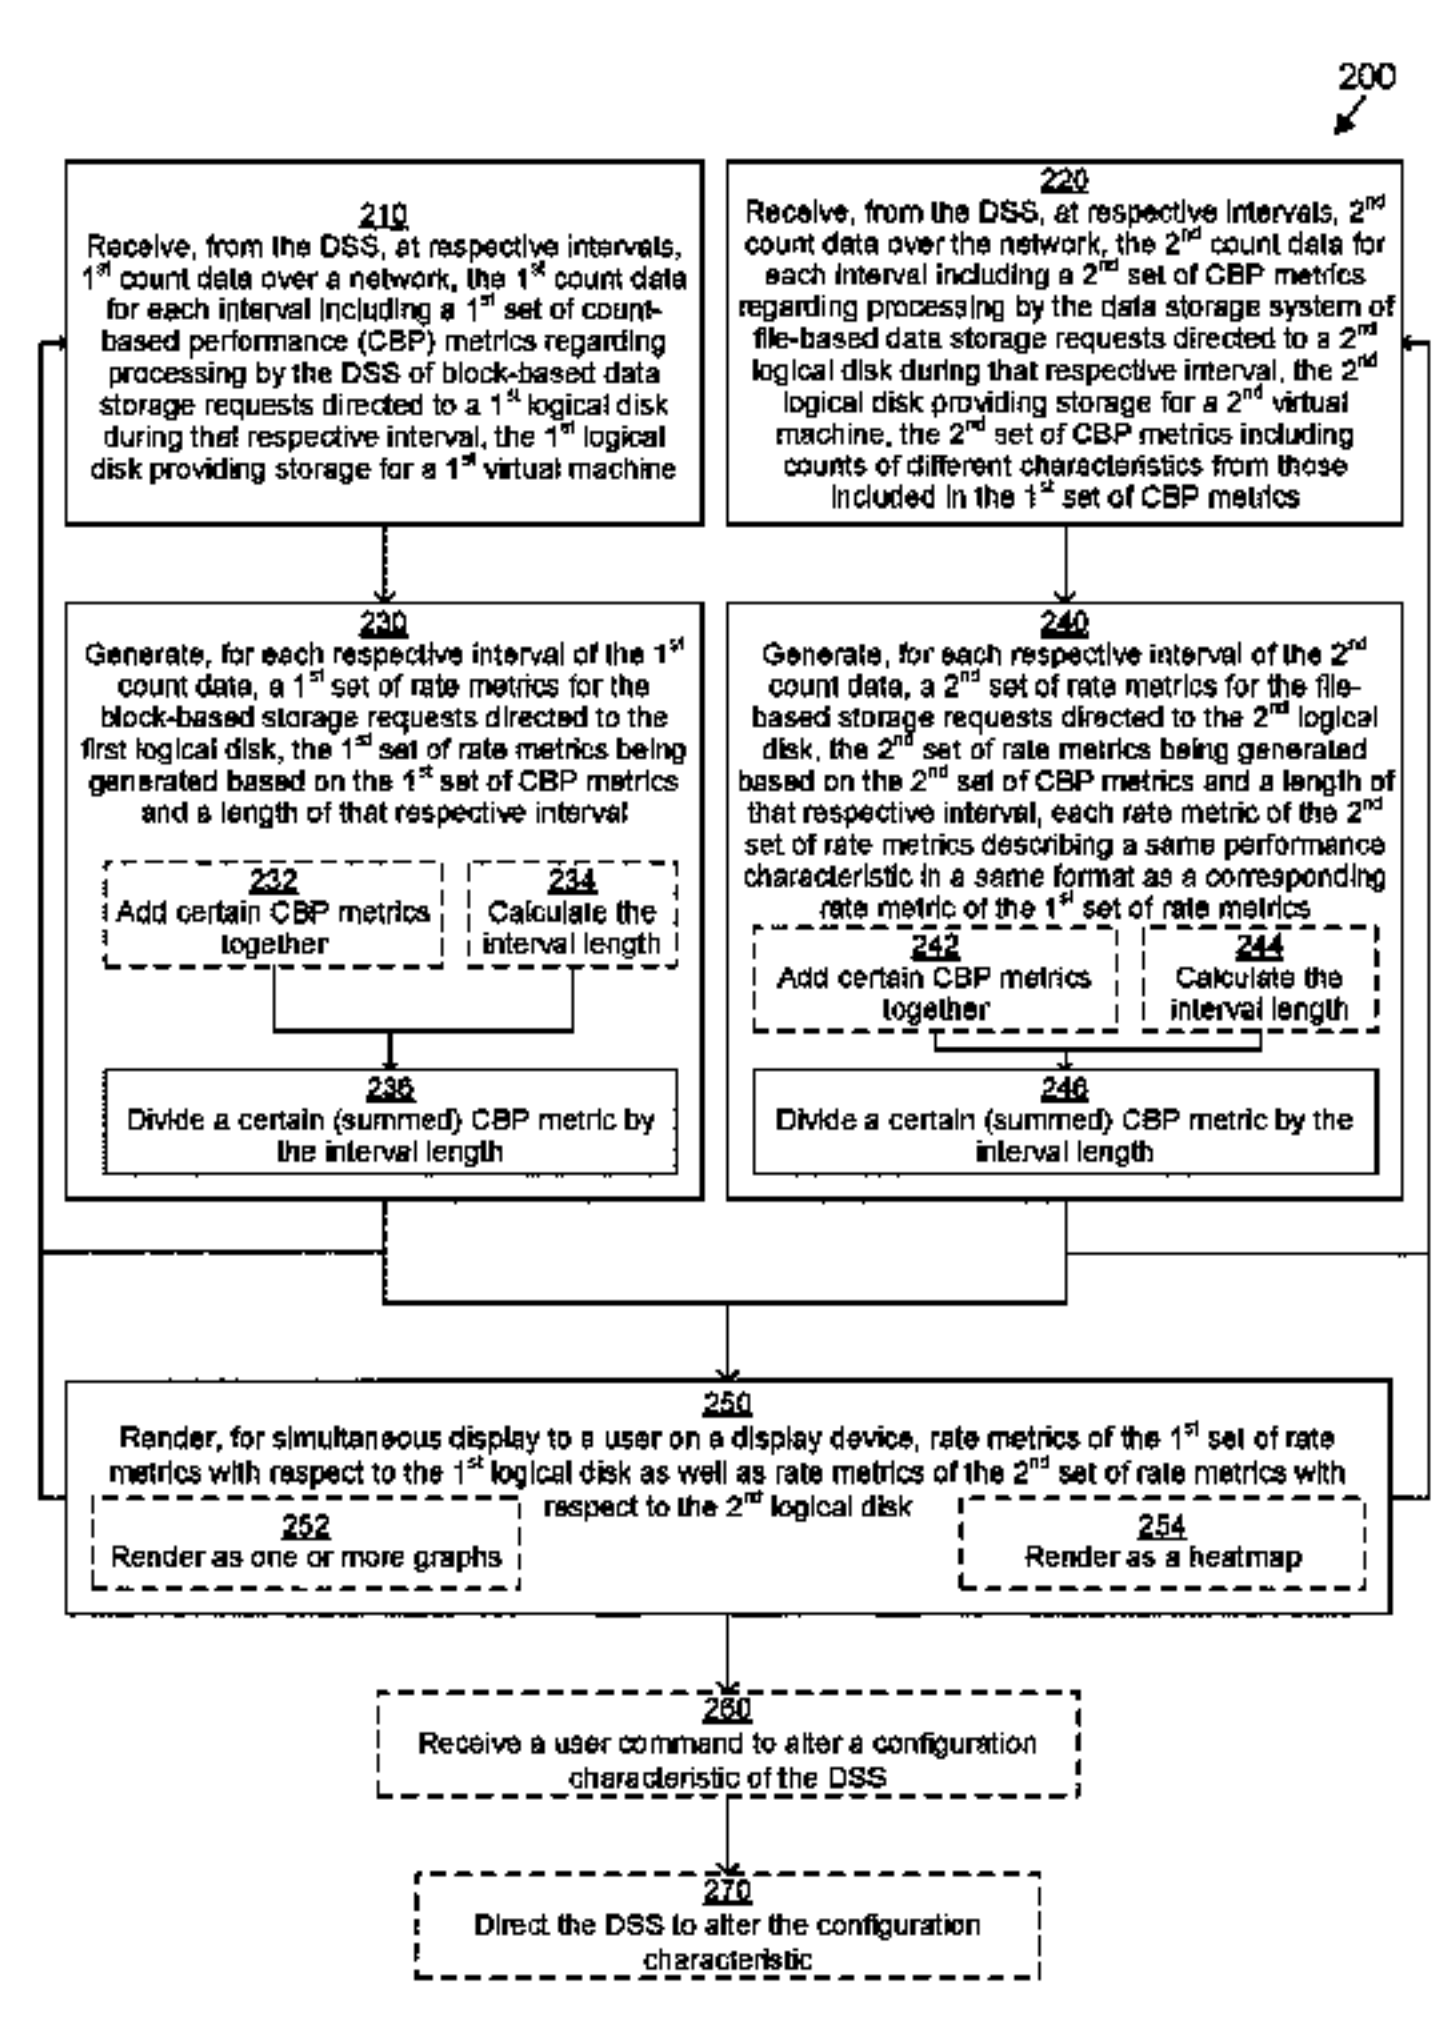 200
210
Receive, from the DSS, at respective intervals,
1st count data over a network, the 1st count data
for each interval including a 1st set of count-
based performance (CBP) metrics regarding
processing by the DSS of block-based data
storage requests directed to a 1st logical disk
during that respective interval, the 1st logical
disk providing storage for a 1st virtual machine
220
Receive, from the DSS, at respective intervals, 2nd
count data over the network, the 2nd count data for
each interval including a 2nd set of CBP metrics
regarding processing by the data storage system of
file-based data storage requests directed to a 2nd
logical disk during that respective interval, the 2nd
logical disk providing storage for a 2nd virtual
machine, the 2nd set of CBP metrics including
counts of different characteristics from those
included in the 1st set of CBP metrics
230
Generate, for each respective interval of the 1st
count data, a 1st set of rate metrics for the
block-based storage requests directed to the
first logical disk, the 1st set of rate metrics being
generated based on the 1st set of CBP metrics
and a length of that respective interval
232
Add certain CBP metrics
together
234
Calculate the
interval length
236
Divide a certain (summed) CBP metric by
the interval length
240
Generate, for each respective interval of the 2nd
count data, a 2nd set of rate metrics for the file-
based storage requests directed to the 2nd logical
disk, the 2nd set of rate metrics being generated
based on the 2nd set of CBP metrics and a length of
that respective interval, each rate metric of the 2nd
set of rate metrics describing a same performance
characteristic in a same format as a corresponding
rate metric of the 1st set of rate metrics
242
Add certain CBP metrics
together
244
Calculate the
interval length
246
Divide a certain (summed) CBP metric by the
interval length
250
Render, for simultaneous display to a user on a display device, rate metrics of the 1st set of rate
metrics with respect to the 1st logical disk as well as rate metrics of the 2nd set of rate metrics with
respect to the 2nd logical disk
252
Render as one or more graphs
254
Render as a heatmap
260
Receive a user command to alter a configuration
characteristic of the DSS
270
Direct the DSS to alter the configuration
characteristic